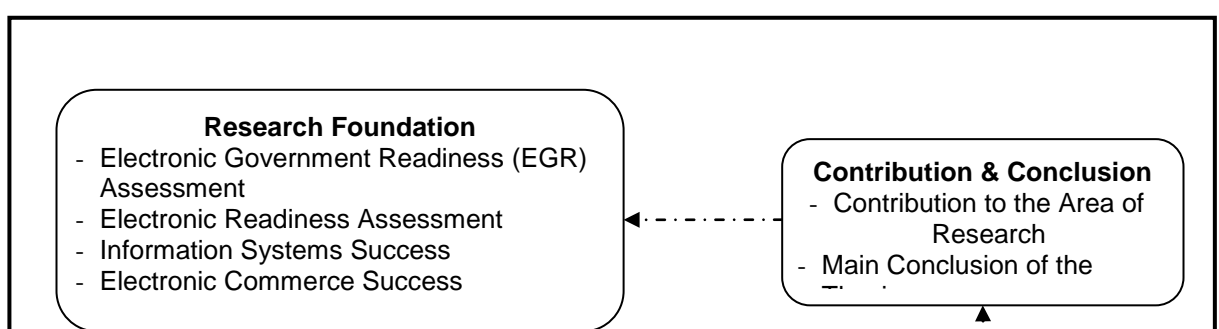 Research Foundation
- Electronic Government Readiness (EGR)
Assessment
- Electronic Readiness Assessment
- Information Systems Success
- Electronic Commerce Success
Contribution & Conclusion
- Contribution to the Area of
Research
- Main Conclusion of the